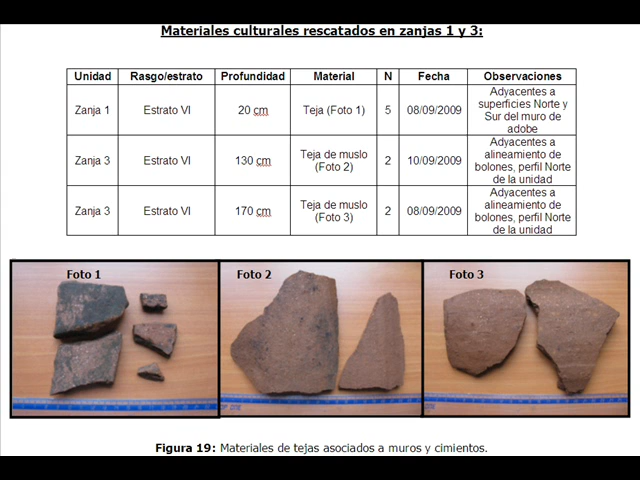 Materiales culturales rescatados en zanjas 1 y 3:
Unidad Rasgo/estrato Profundidad Material N Fecha Observaciones
Zanja 1 Estrato VI 20 cm Teja (Foto 1) 5 08/09/2009 Adyacentes a
superficies Norte y
Sur del muro de
adobe
Zanja 3 Estrato VI 130 cm Teja de muslo
(Foto 2) 2 10/09/2009 Adyacentes a
alineamiento de
bolones, perfil Norte
de la unidad
Zanja 3 Estrato VI 170 cm Teja de muslo
(Foto 3) 2 08/09/2009 Adyacentes a
alineamiento de
bolones, perfil Norte
de la unidad
Foto 1 Foto 2 Foto 3
Figura 19: Materiales de tejas asociados a muros y cimientos.